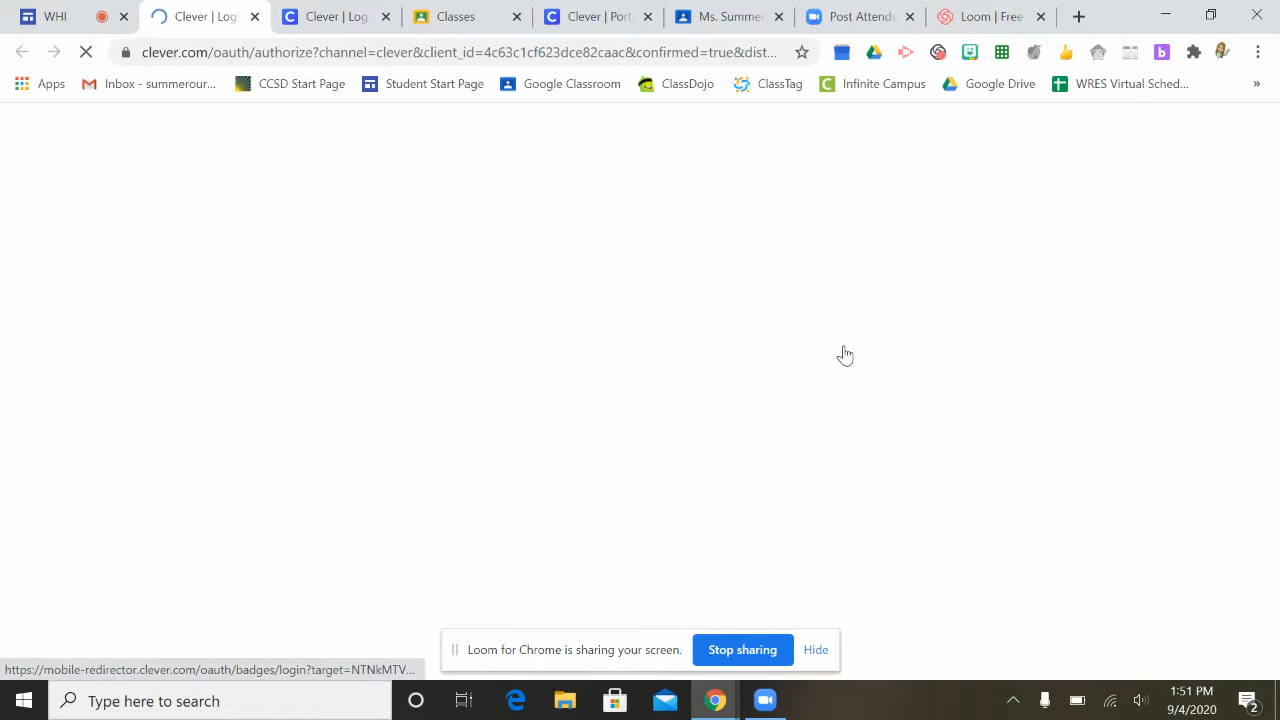 WHI
Clever | Log
Clever | Log
Classes
Clever | Port
Ms. Summer
Post Attende
Loom | Free
clever.com/oauth/authorize?channel=clever&client_id=4c63c1cf623dce82caac&confirmed=true&dist...
Apps
Inbox - summerour...
CCSD Start Page
Student Start Page
Google Classroom
ClassDojo
ClassTag
Infinite Campus
Google Drive
WRES Virtual Sched...
»
Loom for Chrome is sharing your screen.
Stop sharing
Hide
https://mobile-redirector.clever.com/oauth/badges/login?target=NTNkMTV...
Type here to search
1:51 PM
9/4/2020
2